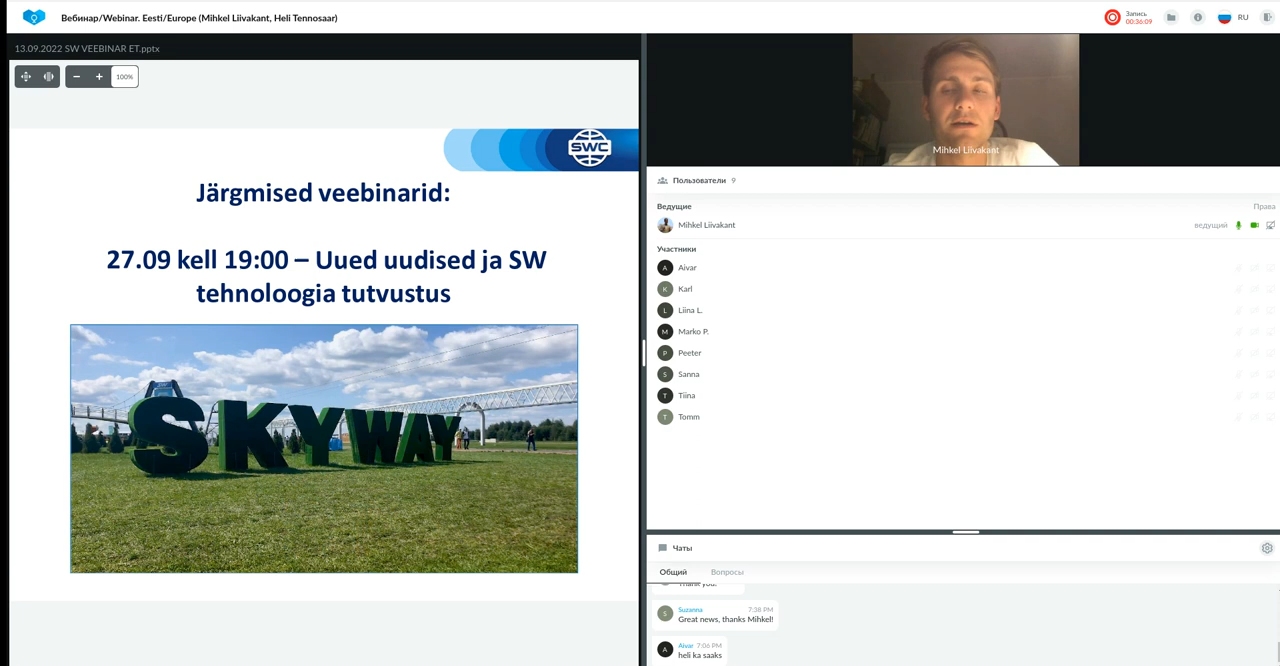 Вебинар/Webinar. Eesti/Europe (Mihkel Liivakant, Heli Tennosaar)
Запись
00:36:09
RU
13.09.2022 SW VEEBINAR ET.pptx
100%
SWC
Järgmised veebinarid:
27.09 kell 19:00 – Uued uudised ja SW
tehnoloogia tutvustus
SKYWAY
Mihkel Liivakant
Пользователи 9
Ведущие
Права
Mihkel Liivakant
ведущий
Участники
A Aivar
K Karl
L Liina L.
M Marko P.
P Peeter
S Sanna
T Tiina
T Tomm
Чаты
Общий
Вопросы
Thank you!
S Suzanna 7:38 PM
Great news, thanks Mihkel!
A Aivar 7:06 PM
heli ka saaks